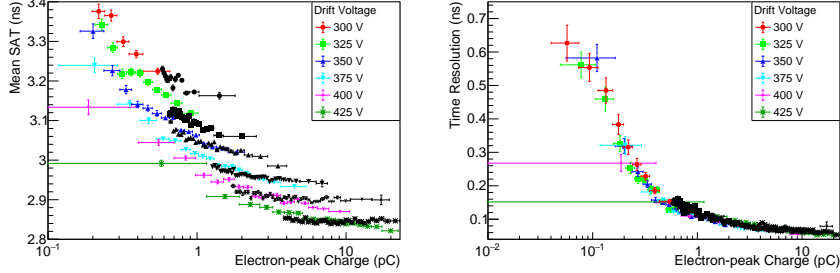 Mean SAT (ns)
3.4
3.3
3.2
3.1
3
2.9
2.8
10⁻¹
1
10
Electron-peak Charge (pC)
Drift Voltage
300 V
325 V
350 V
375 V
400 V
425 V
Time Resolution (ns)
0.7
0.6
0.5
0.4
0.3
0.2
0.1
0
10⁻²
10⁻¹
1
10
Electron-peak Charge (pC)
Drift Voltage
300 V
325 V
350 V
375 V
400 V
425 V